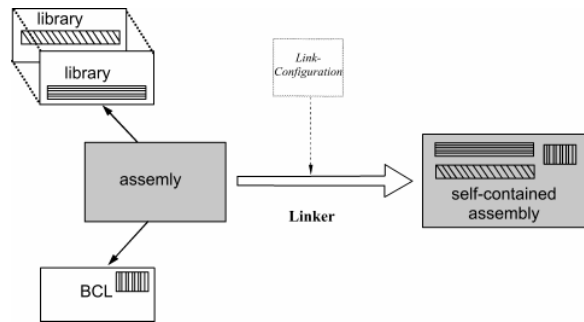 library
library
Link-
Configuration
assemly
Linker
self-contained
assembly
BCL